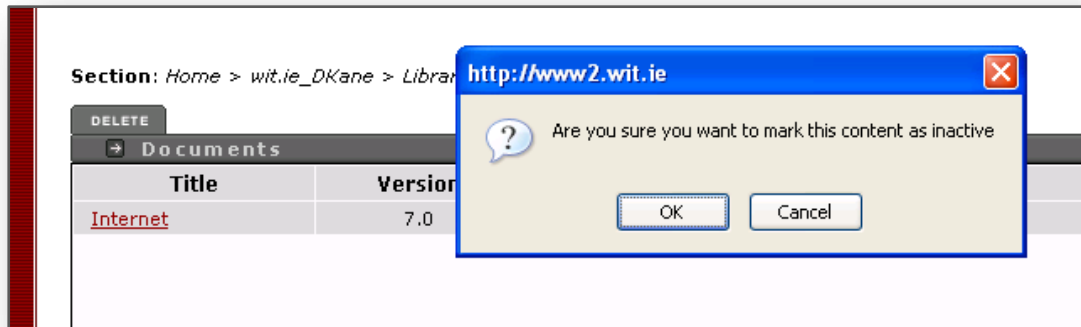 http://www2.wit.ie
Section: Home > wit.ie_DKane > Librar
Are you sure you want to mark this content as inactive
DELETE
Documents
Title Version
Internet 7.0
OK Cancel